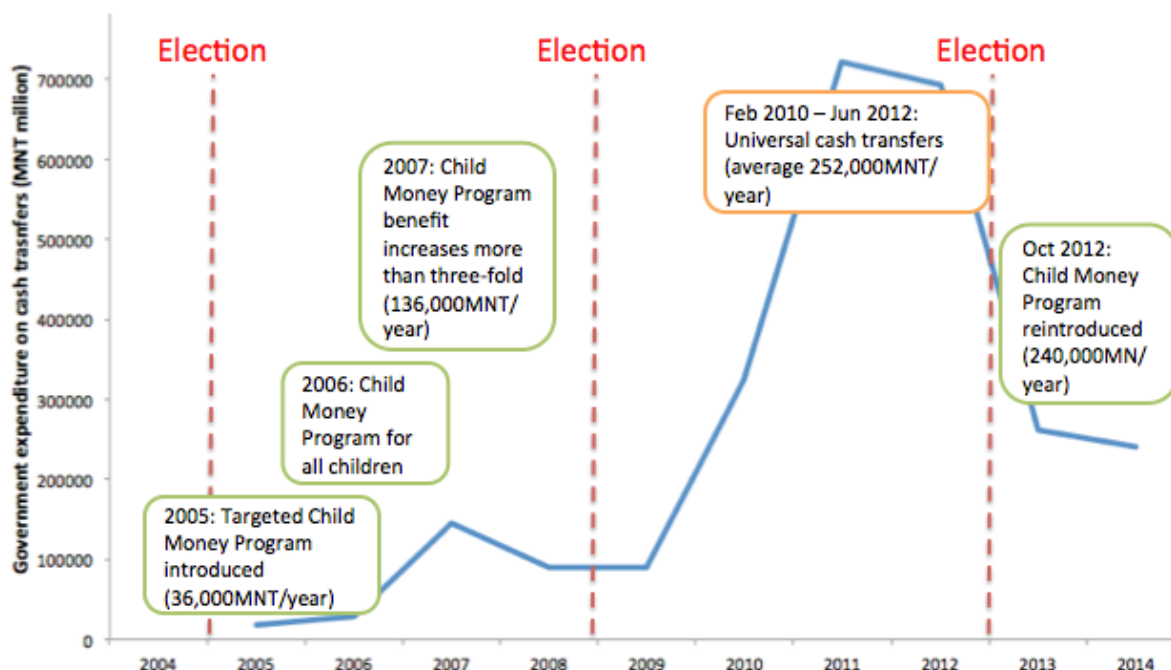 Election
Election
Election
Government expenditure on cash trasnfers (MNT million)
700000
600000
500000
400000
300000
200000
100000
0
2005: Targeted Child
Money Program
introduced
(36,000MNT/year)
2006: Child
Money
Program for
all children
2007: Child
Money Program
benefit
increases more
than three-fold
(136,000MNT/
year)
Feb 2010 – Jun 2012:
Universal cash transfers
(average 252,000MNT/
year)
Oct 2012:
Child Money
Program
reintroduced
(240,000MN/
year)
2004
2005
2006
2007
2008
2009
2010
2011
2012
2013
2014